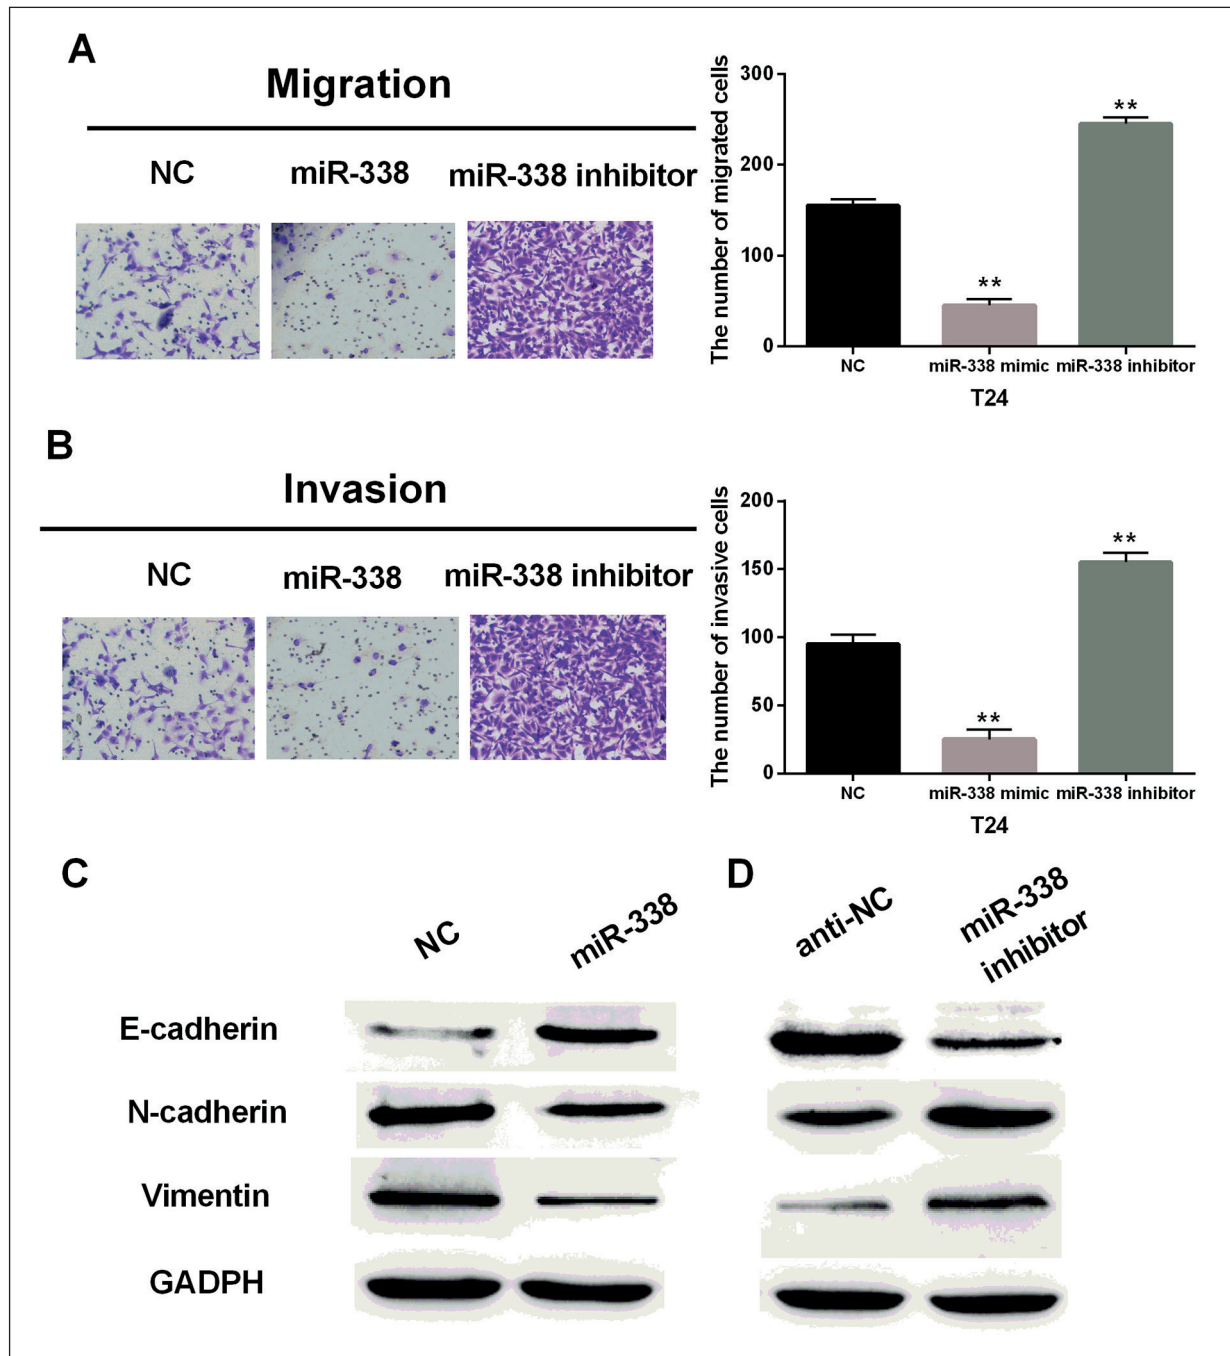 A
Migration
NC miR-338 miR-338 inhibitor
The number of migrated cells
300
200
100
0
**
**
NC miR-338 mimic miR-338 inhibitor
T24
B
Invasion
NC miR-338 miR-338 inhibitor
The number of invasive cells
200
150
100
50
0
**
**
NC miR-338 mimic miR-338 inhibitor
T24
C
NC miR-338
D
anti-NC miR-338
inhibitor
E-cadherin
N-cadherin
Vimentin
GADPH